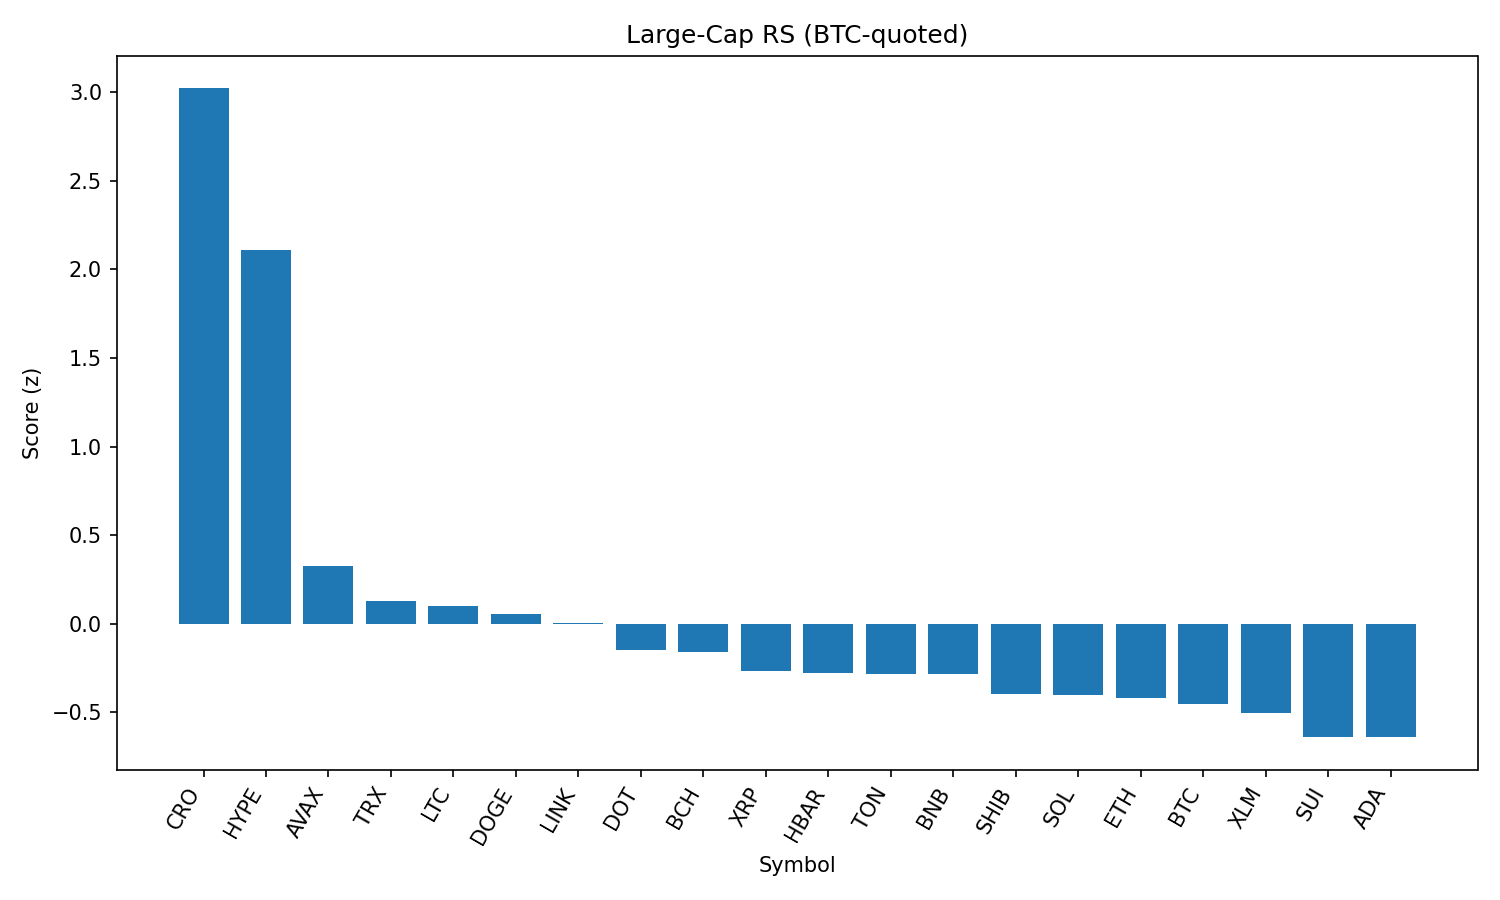 Large-Cap RS (BTC-quoted)
Score (z)
3.0
2.5
2.0
1.5
1.0
0.5
0.0
−0.5
CRO
HYPE
AVAX
TRX
LTC
DOGE
LINK
DOT
BCH
XRP
HBAR
TON
BNB
SHIB
SOL
ETH
BTC
XLM
SUI
ADA
Symbol